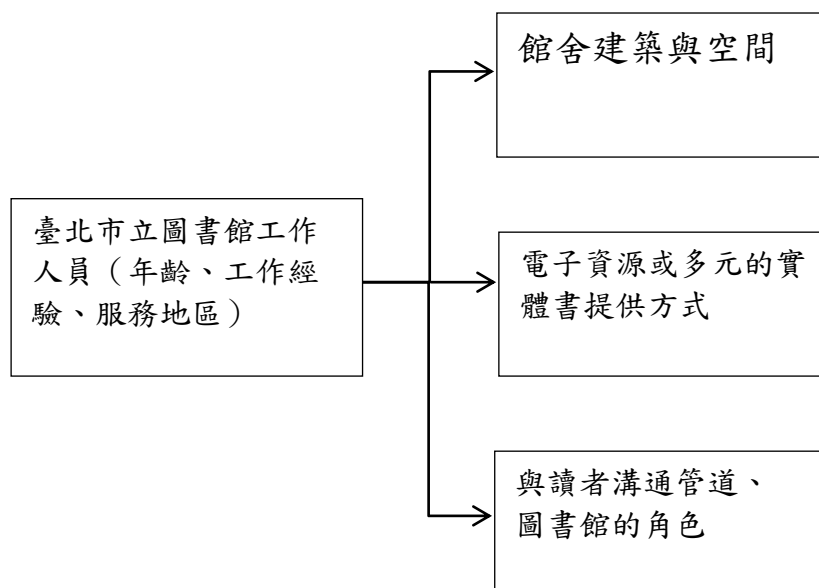 館舍建築與空間
臺北市立圖書館工作
人員（年齡、工作經
驗、服務地區）
電子資源或多元的實
體書提供方式
與讀者溝通管道、
圖書館的角色